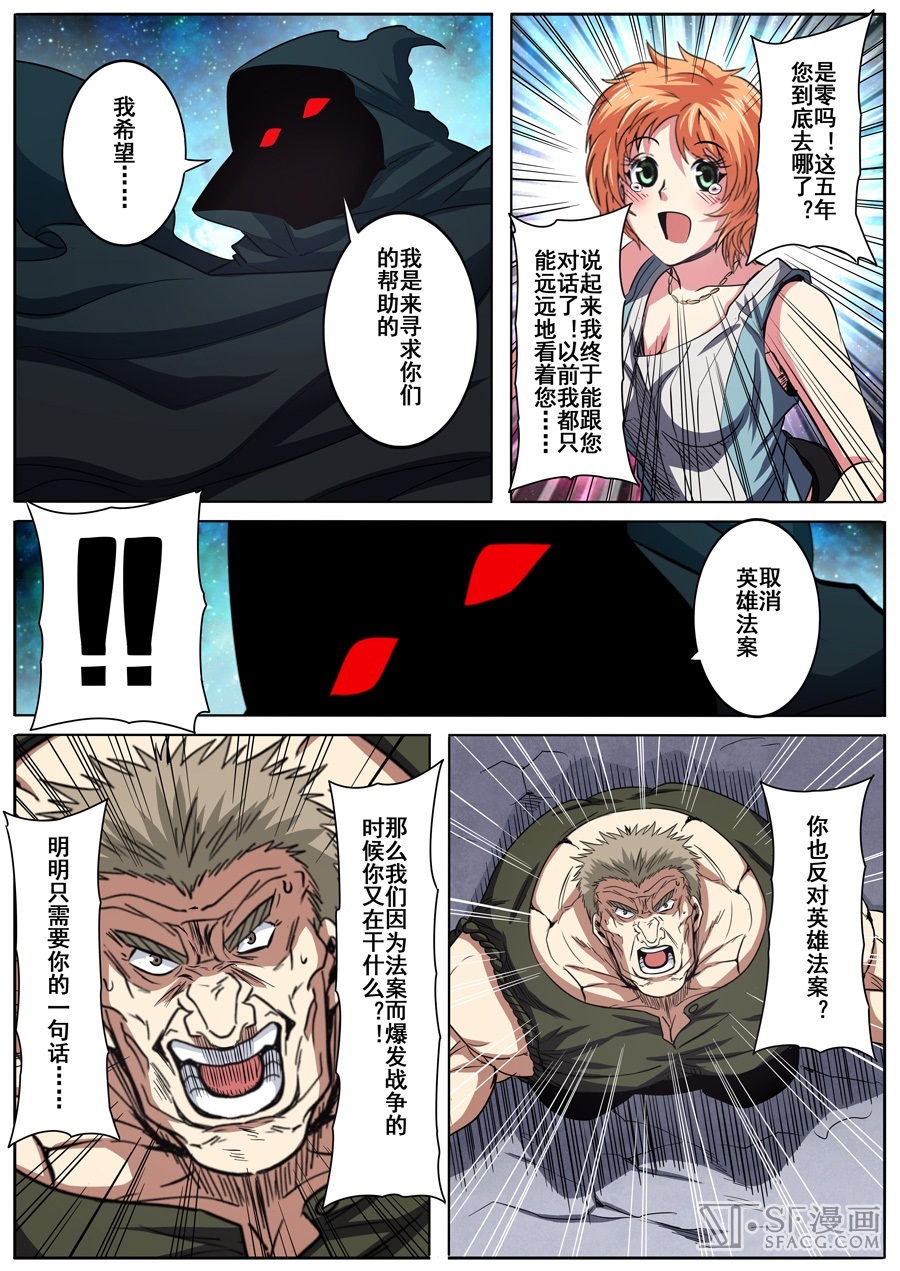 是零吗！这五年
您到底去哪了？
说起来我终于能跟您
对话了！以前我都只
能远远地看着您……
我是来寻求你们
的帮助的
我希望……
取消
英雄法案
!!
你也反对英雄法案？
那么我们因为法案而爆发战争的
时候你又在干什么？！
明明只需要你的一句话……
SF漫画
SFACG.COM